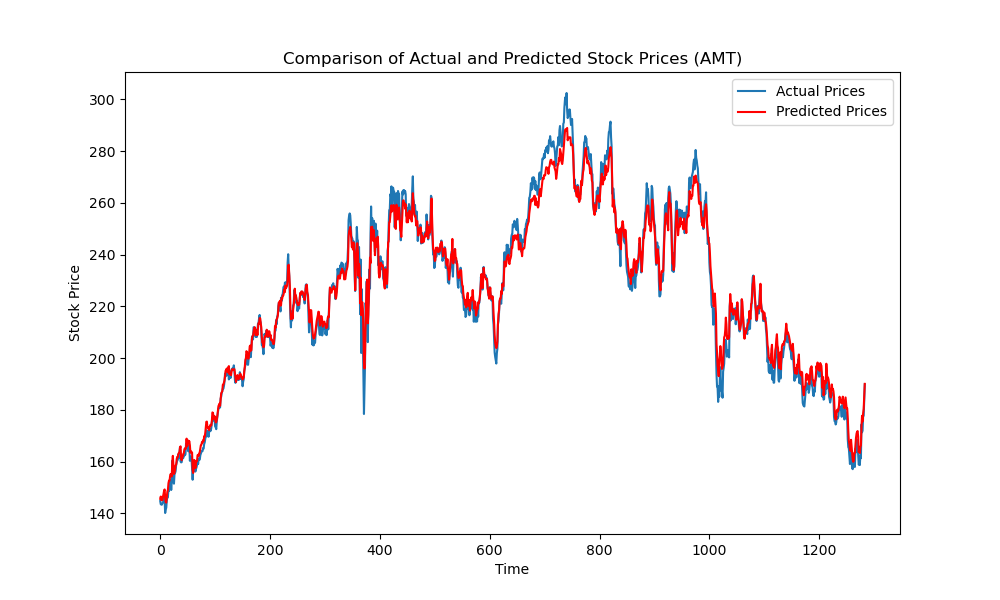 Comparison of Actual and Predicted Stock Prices (AMT)
Actual Prices
Predicted Prices
300
280
260
240
220
200
180
160
140
Stock Price
0 200 400 600 800 1000 1200
Time